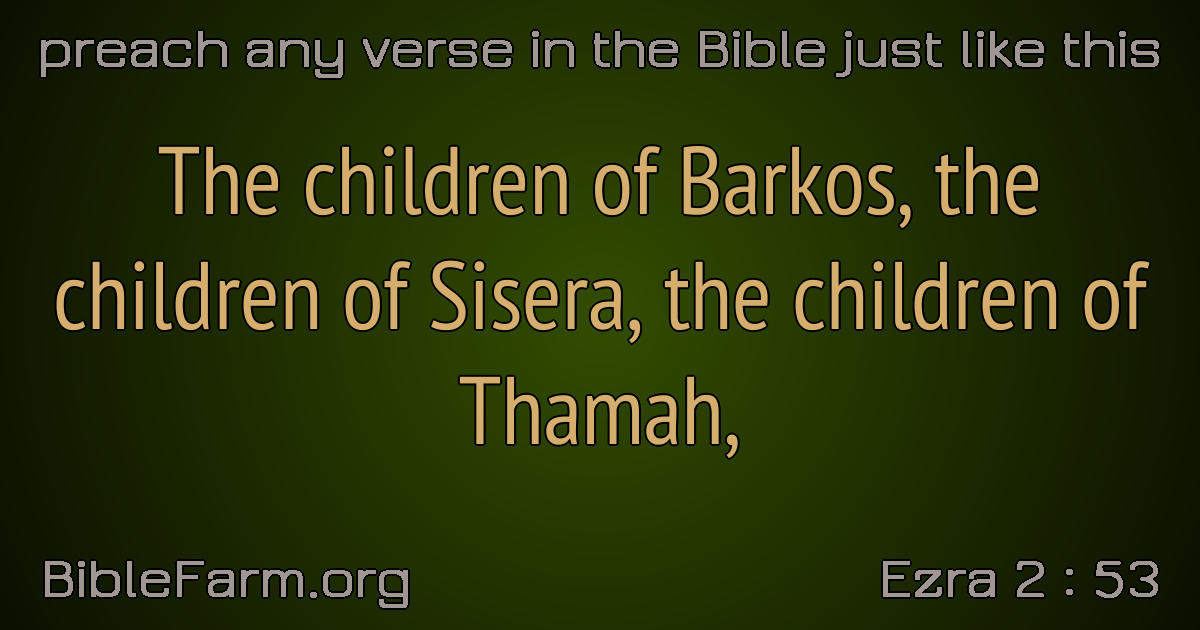 preach any verse in the Bible just like this
The children of Barkos, the
children of Sisera, the children of
Thamah,
BibleFarm.org
Ezra 2 : 53